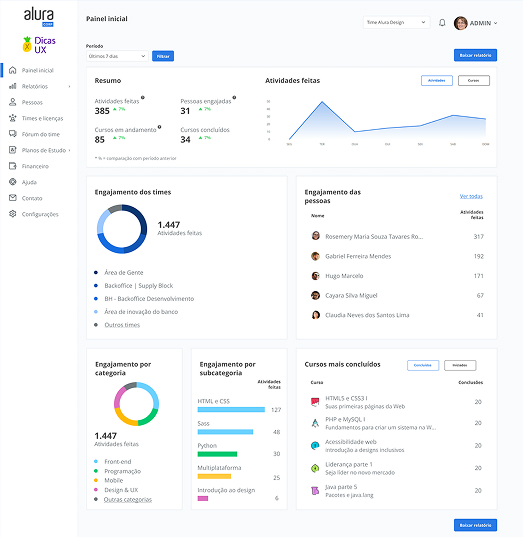 alura
CORP
Dicas
UX
Painel inicial
Relatórios
Pessoas
Times e licenças
Fórum do time
Planos de Estudo
Financeiro
Ajuda
Contato
Configurações
Painel inicial
Time Alura Design
ADMIN
Período
Últimos 7 dias
Filtrar
Baixar relatório
Resumo
Atividades feitas
385 7%
Pessoas engajadas
31 7%
Cursos em andamento
85 7%
Cursos concluídos
34 7%
* % = comparação com período anterior
Atividades feitas
Atividades
Cursos
50
40
30
20
10
0
Engajamento dos times
1.447
Atividades feitas
Área de Gente
Backoffice | Supply Block
BH - Backoffice Desenvolvimento
Área de inovação do banco
Outros times
Engajamento das
pessoas
Ver todas
Nome
Atividades
feitas
Rosemery Maria Souza Tavares Ro... 317
Gabriel Ferreira Mendes 192
Hugo Marcelo 171
Cayara Silva Miguel 67
Claudia Neves dos Santos Lima 41
Engajamento por
categoria
1.447
Atividades feitas
Front-end
Programação
Mobile
Design & UX
Outras categorias
Engajamento por
subcategoria
Atividades
feitas
HTML e CSS
127
Sass
48
Python
30
Multiplataforma
25
Introdução ao design
6
Cursos mais concluídos
Concluídos
Iniciados
Curso
Conclusões
HTML5 e CSS3 I
Suas primeiras páginas da Web
20
PHP e MySQL I
Fundamentos para criar um sistema na W...
20
Acessibilidade web
introdução a designs inclusivos
20
Liderança parte 1
Seja líder no novo mercado
20
Java parte 5
Pacotes e java.lang
20
Baixar relatório